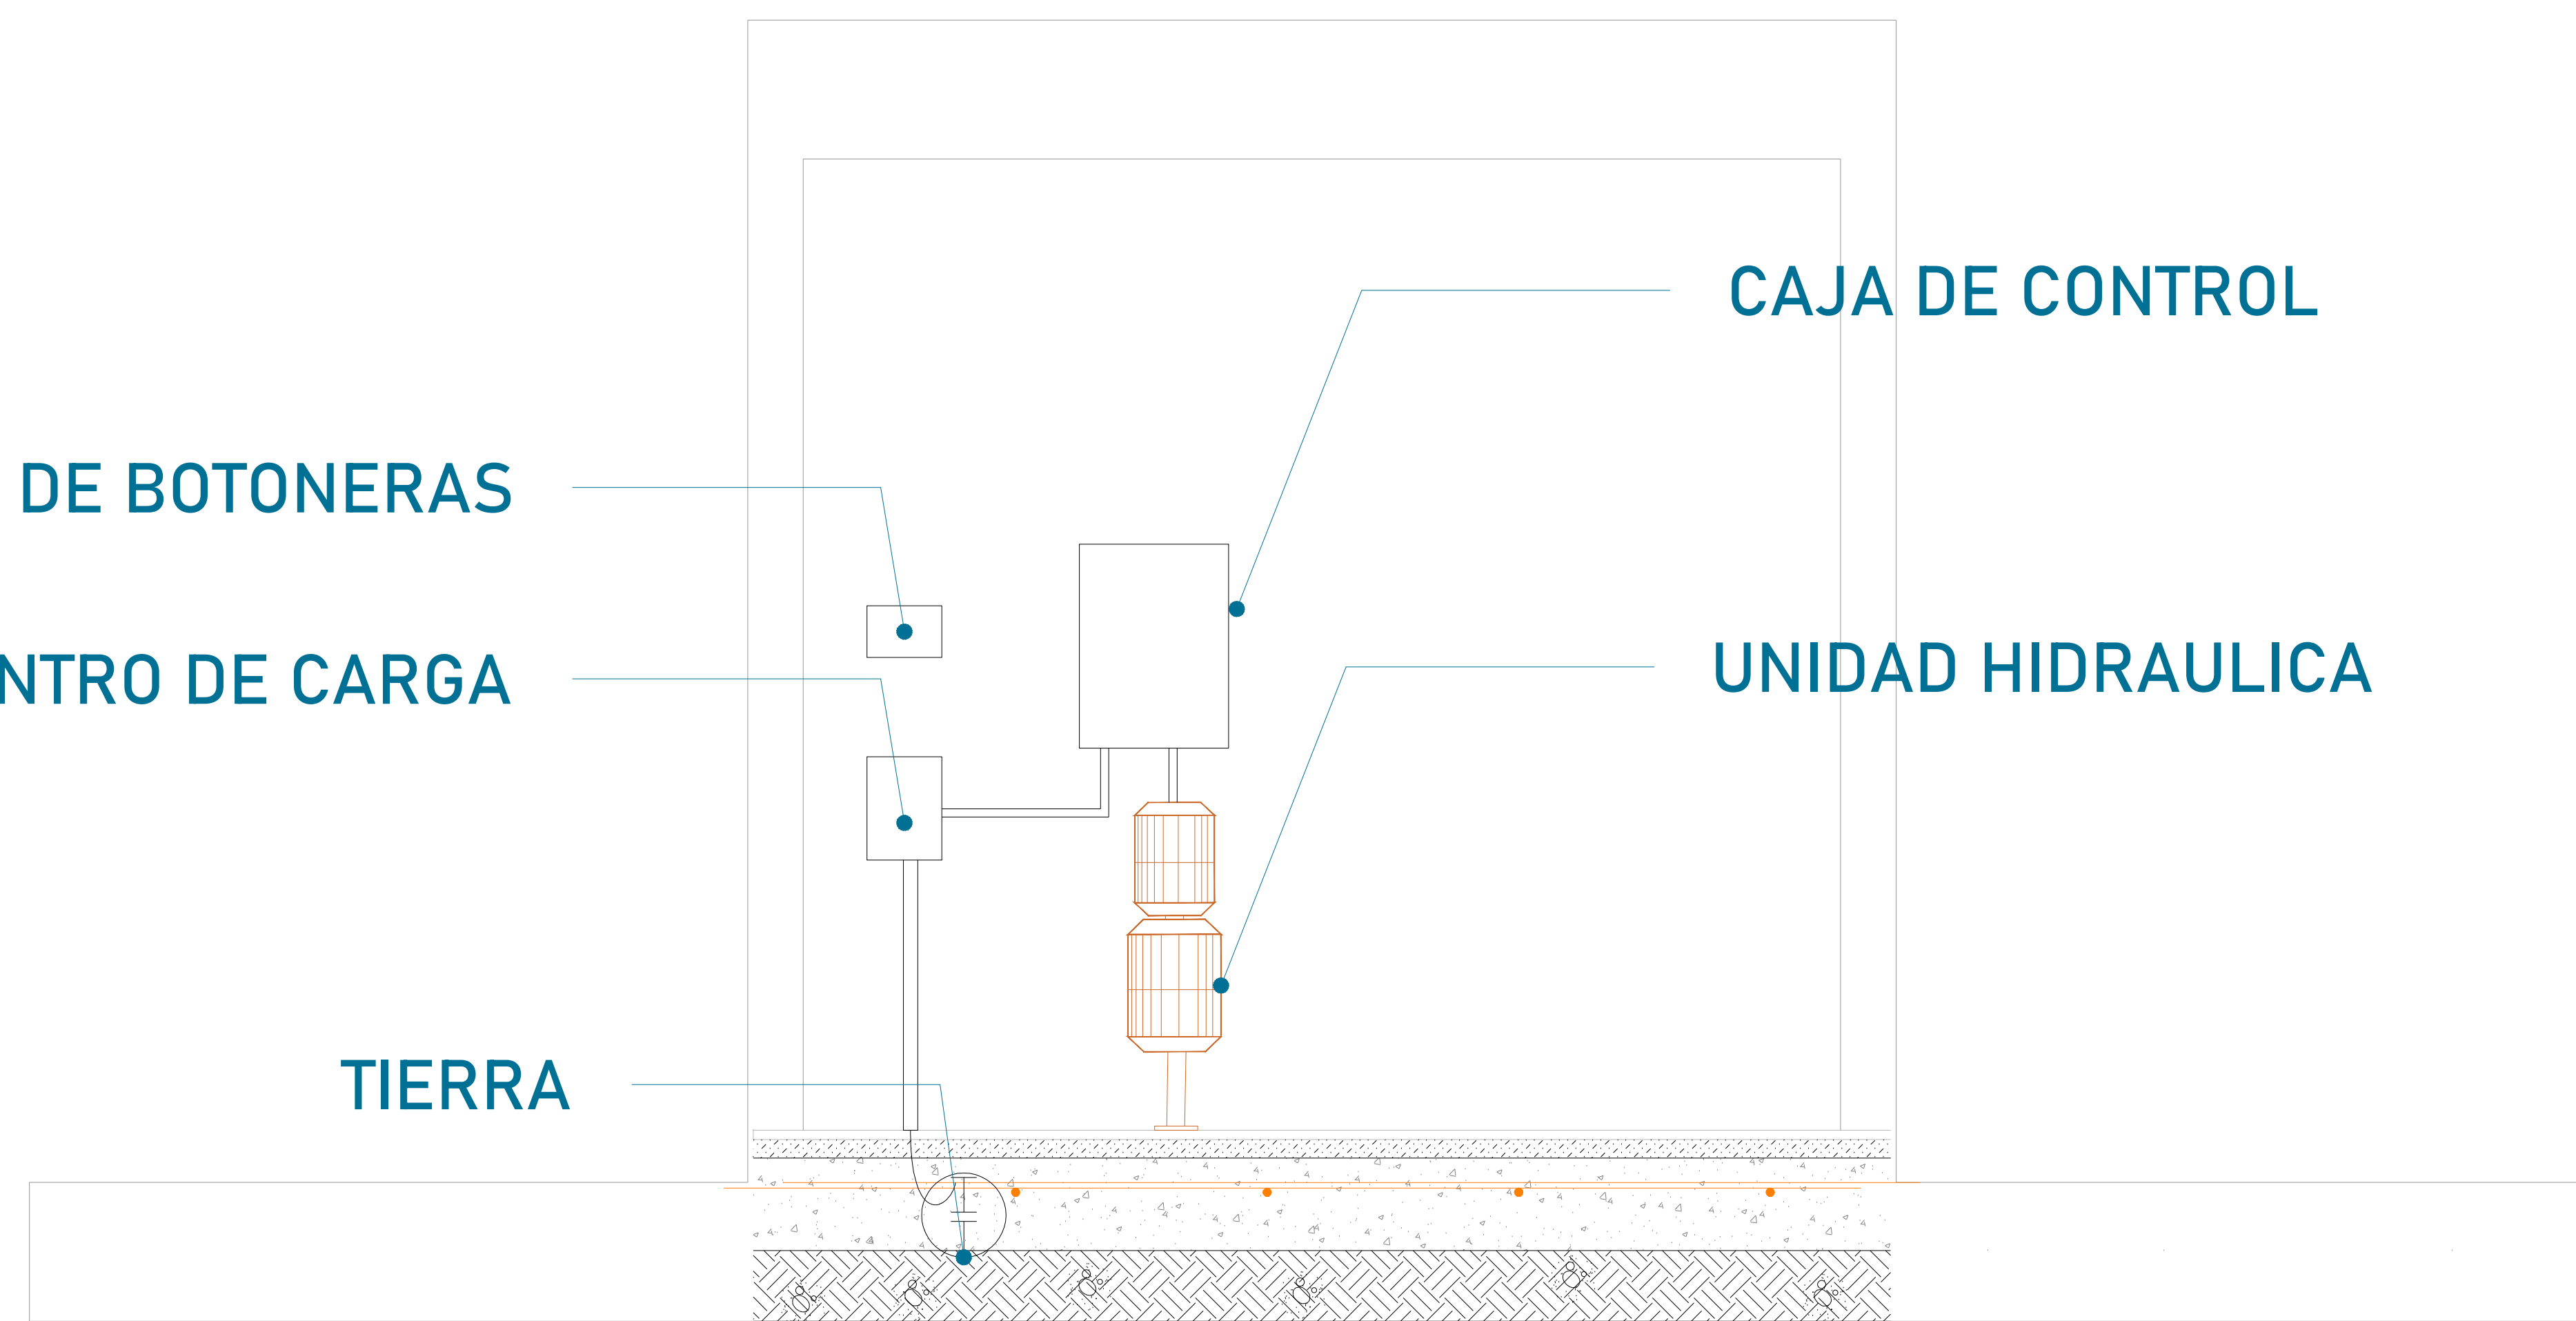 CAJA DE CONTROL
DE BOTONERAS
NTRO DE CARGA
UNIDAD HIDRAULICA
TIERRA